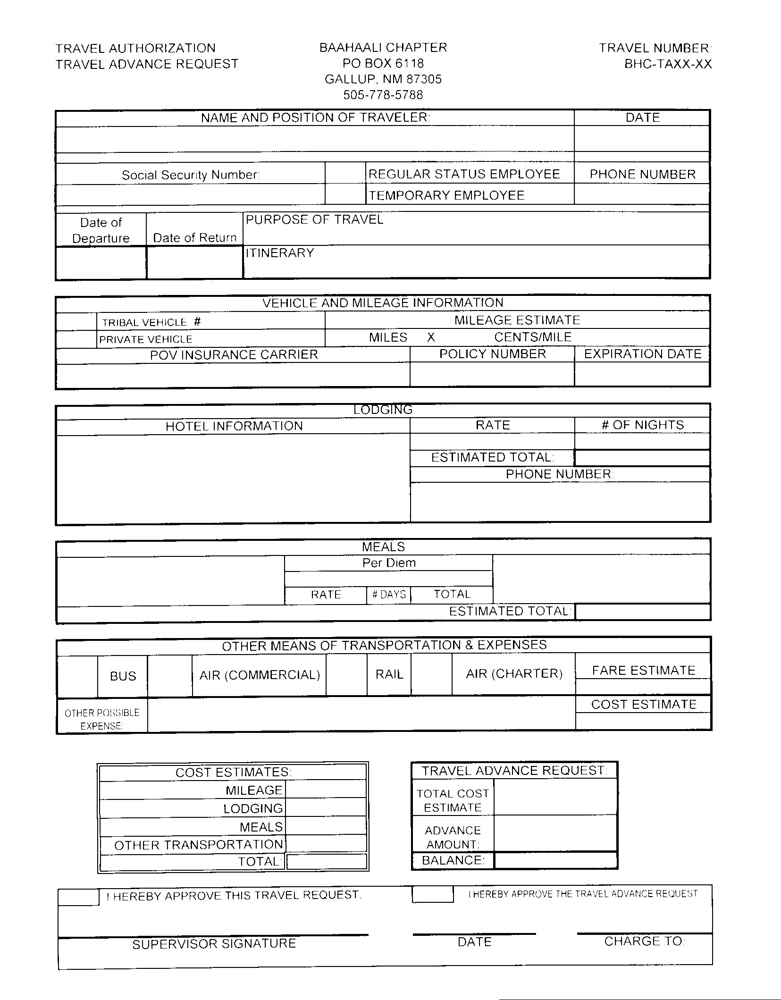 TRAVEL AUTHORIZATION
TRAVEL ADVANCE REQUEST
BAAHAALI CHAPTER
PO BOX 6118
GALLUP, NM 87305
505-778-5788
TRAVEL NUMBER:
BHC-TAXX-XX
NAME AND POSITION OF TRAVELER:
DATE
Social Security Number:
REGULAR STATUS EMPLOYEE
PHONE NUMBER
TEMPORARY EMPLOYEE
Date of
Departure
Date of Return
PURPOSE OF TRAVEL
ITINERARY
VEHICLE AND MILEAGE INFORMATION
TRIBAL VEHICLE #
MILEAGE ESTIMATE
PRIVATE VEHICLE
MILES X CENTS/MILE
POV INSURANCE CARRIER
POLICY NUMBER
EXPIRATION DATE
LODGING
HOTEL INFORMATION
RATE
# OF NIGHTS
ESTIMATED TOTAL:
PHONE NUMBER:
MEALS
Per Diem
RATE
# DAYS
TOTAL
ESTIMATED TOTAL:
OTHER MEANS OF TRANSPORTATION & EXPENSES
BUS
AIR (COMMERCIAL)
RAIL
AIR (CHARTER)
FARE ESTIMATE
OTHER POSSIBLE
EXPENSE:
COST ESTIMATE
COST ESTIMATES:
MILEAGE
LODGING
MEALS
OTHER TRANSPORTATION
TOTAL:
TRAVEL ADVANCE REQUEST:
TOTAL COST
ESTIMATE
ADVANCE
AMOUNT:
BALANCE:
I HEREBY APPROVE THIS TRAVEL REQUEST.
I HEREBY APPROVE THE TRAVEL ADVANCE REQUEST
SUPERVISOR SIGNATURE
DATE
CHARGE TO: